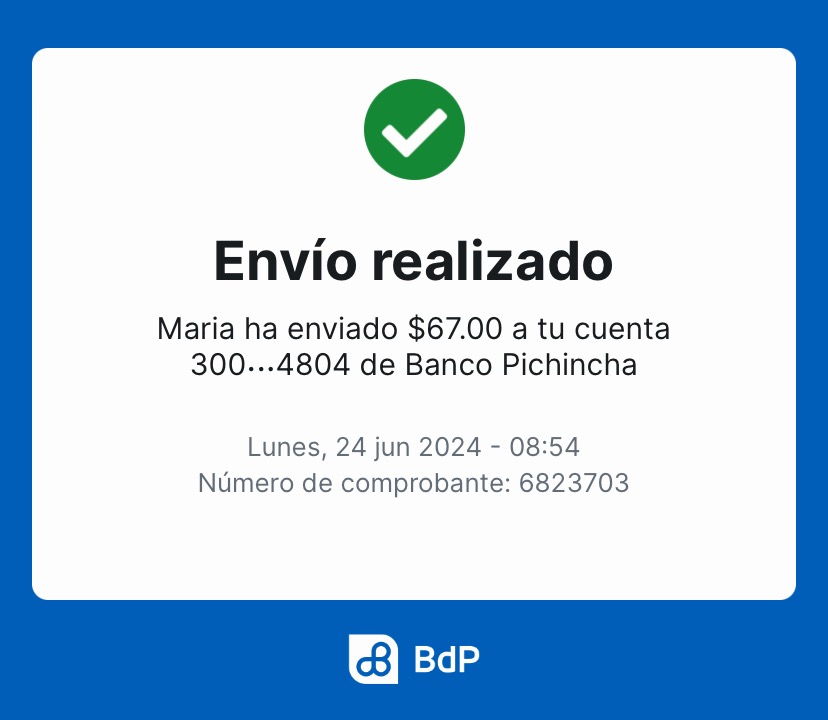 Envío realizado
Maria ha enviado $67.00 a tu cuenta
300···4804 de Banco Pichincha
Lunes, 24 jun 2024 - 08:54
Número de comprobante: 6823703
BdP